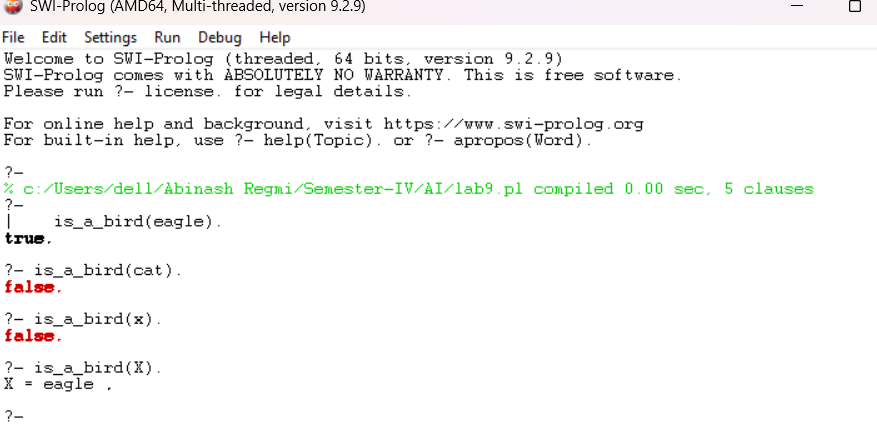 SWI-Prolog (AMD64, Multi-threaded, version 9.2.9)
File Edit Settings Run Debug Help
Welcome to SWI-Prolog (threaded, 64 bits, version 9.2.9)
SWI-Prolog comes with ABSOLUTELY NO WARRANTY. This is free software.
Please run ?- license. for legal details.
For online help and background, visit https://www.swi-prolog.org
For built-in help, use ?- help(Topic). or ?- apropos(Word).
?-
% c:/Users/dell/Abinash Regmi/Semester-IV/AI/lab9.pl compiled 0.00 sec, 5 clauses
?-
|    is_a_bird(eagle).
true.
?- is_a_bird(cat).
false.
?- is_a_bird(x).
false.
?- is_a_bird(X).
X = eagle .
?-